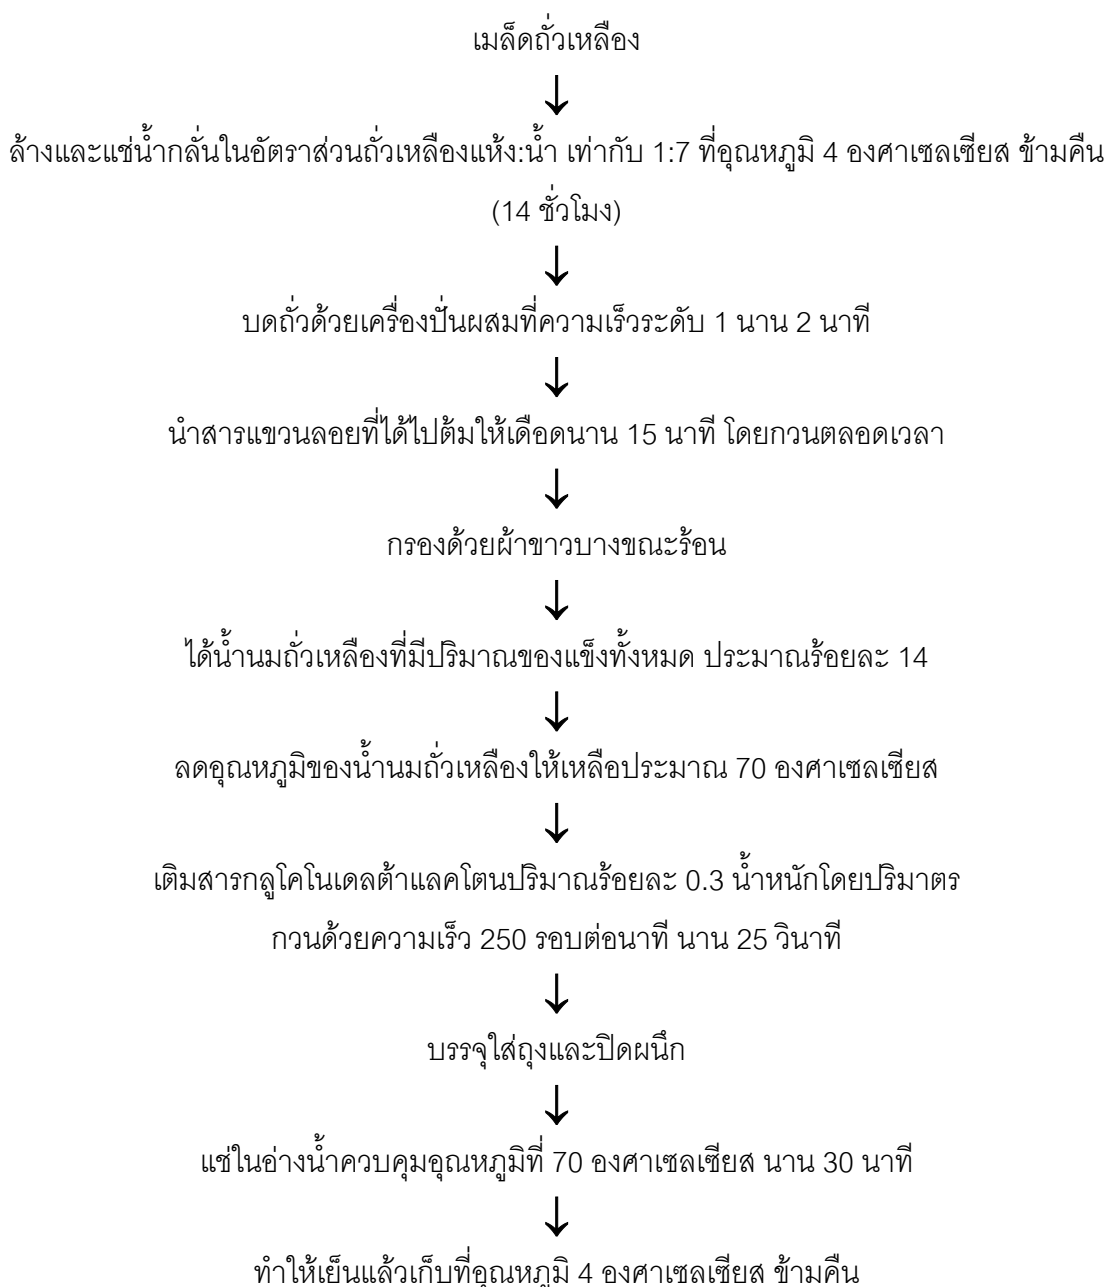 เมล็ดถั่วเหลือง
ล้างและแช่น้ำกลั่นในอัตราส่วนถั่วเหลืองแห้ง:น้ำ เท่ากับ 1:7 ที่อุณหภูมิ 4 องศาเซลเซียส ข้ามคืน
(14 ชั่วโมง)
บดถั่วด้วยเครื่องปั่นผสมที่ความเร็วระดับ 1 นาน 2 นาที
นำสารแขวนลอยที่ได้ไปต้มให้เดือดนาน 15 นาที โดยกวนตลอดเวลา
กรองด้วยผ้าขาวบางขณะร้อน
ได้น้ำนมถั่วเหลืองที่มีปริมาณของแข็งทั้งหมด ประมาณร้อยละ 14
ลดอุณหภูมิของน้ำนมถั่วเหลืองให้เหลือประมาณ 70 องศาเซลเซียส
เติมสารกลูโคโนเดลต้าแลคโตนปริมาณร้อยละ 0.3 น้ำหนักโดยปริมาตร
กวนด้วยความเร็ว 250 รอบต่อนาที นาน 25 วินาที
บรรจุใส่ถุงและปิดผนึก
แช่ในอ่างน้ำควบคุมอุณหภูมิที่ 70 องศาเซลเซียส นาน 30 นาที
ทำให้เย็นแล้วเก็บที่อุณหภูมิ 4 องศาเซลเซียส ข้ามคืน